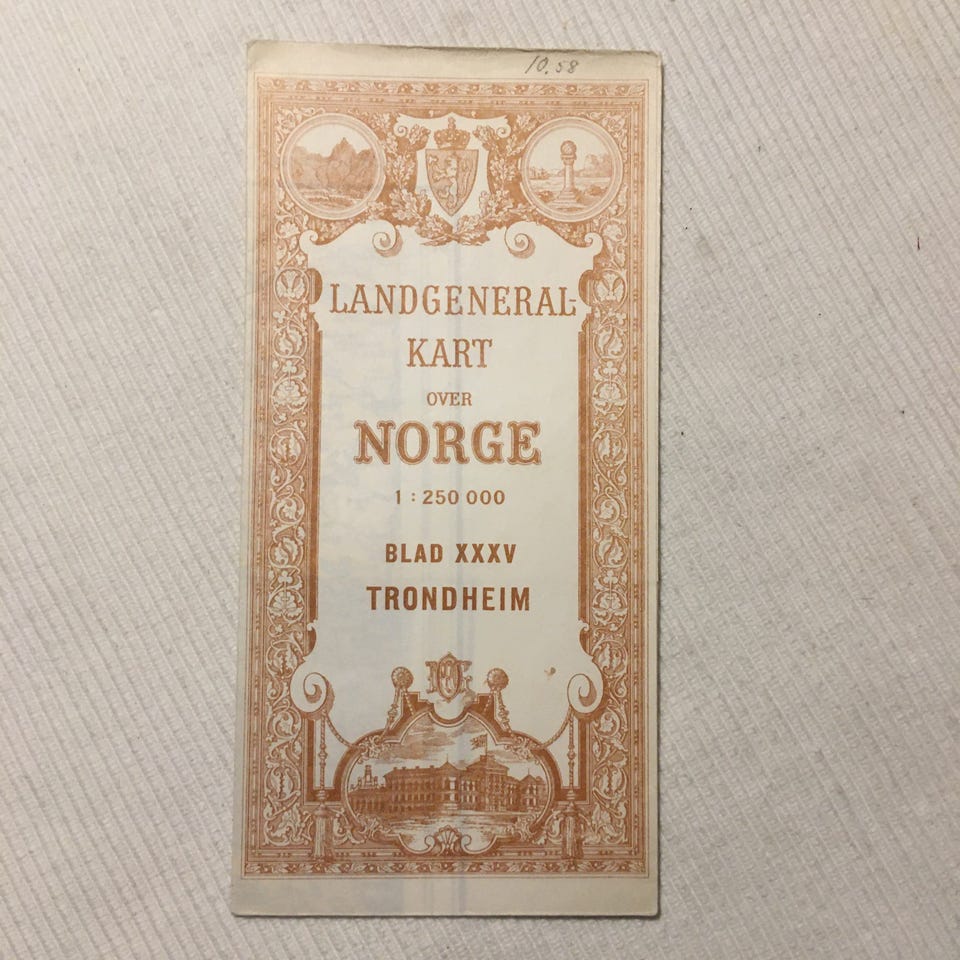 10.58
LANDGENERAL-
KART
OVER
NORGE
1 : 250 000
BLAD XXXV
TRONDHEIM